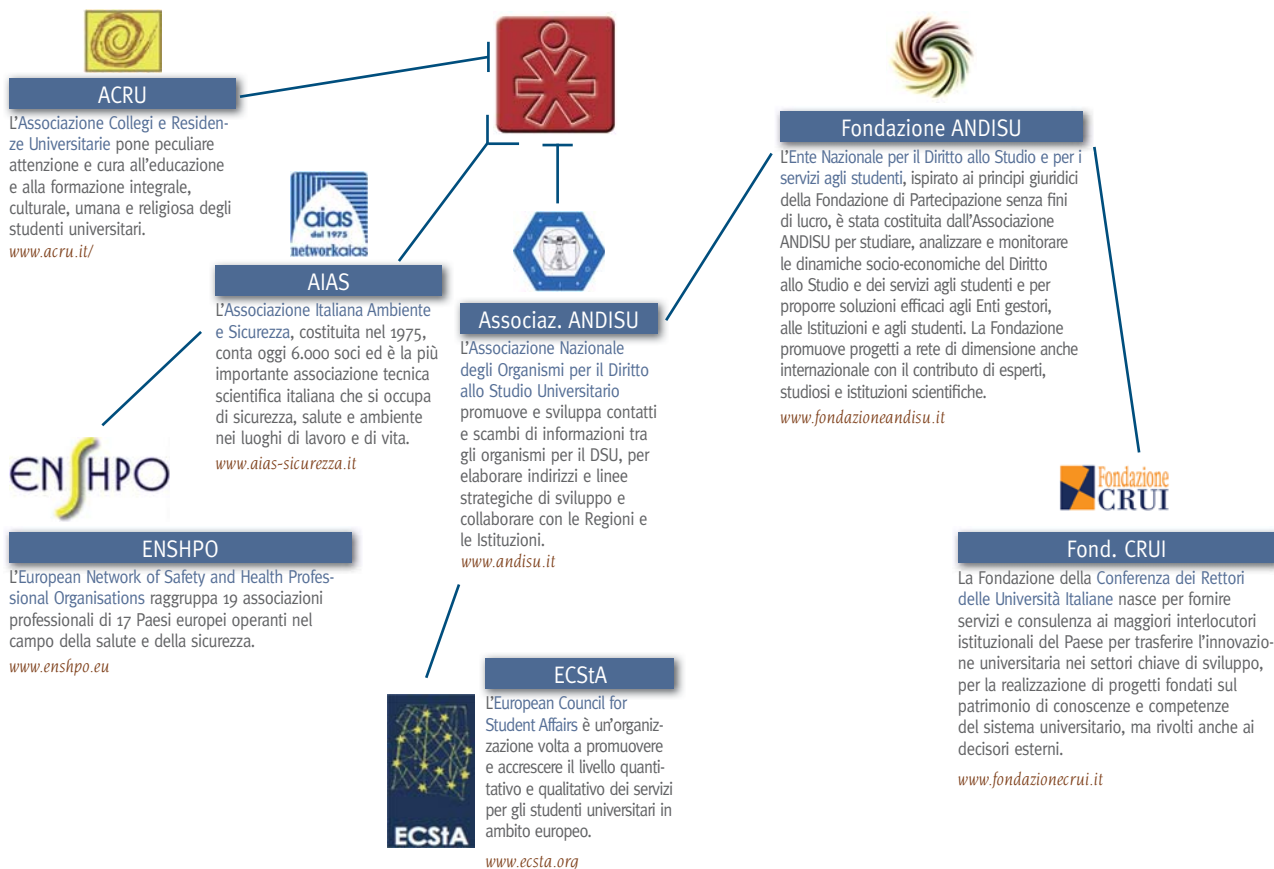 ACRU
L'Associazione Collegi e Residen-
ze Universitarie pone peculiare
attenzione e cura all'educazione
e alla formazione integrale,
culturale, umana e religiosa degli
studenti universitari.
www.acru.it/
aias
dal 1975
networkaias
AIAS
L'Associazione Italiana Ambiente
e Sicurezza, costituita nel 1975,
conta oggi 6.000 soci ed è la più
importante associazione tecnica
scientifica italiana che si occupa
di sicurezza, salute e ambiente
nei luoghi di lavoro e di vita.
www.aias-sicurezza.it
ENSHPO
ENSHPO
L'European Network of Safety and Health Profes-
sional Organisations raggruppa 19 associazioni
professionali di 17 Paesi europei operanti nel
campo della salute e della sicurezza.
www.enshpo.eu
A N D I S U
Associaz. ANDISU
L'Associazione Nazionale
degli Organismi per il Diritto
allo Studio Universitario
promuove e sviluppa contatti
e scambi di informazioni tra
gli organismi per il DSU, per
elaborare indirizzi e linee
strategiche di sviluppo e
collaborare con le Regioni e
le Istituzioni.
www.andisu.it
ECStA
ECStA
L'European Council for
Student Affairs è un'organiz-
zazione volta a promuovere
e accrescere il livello quanti-
tativo e qualitativo dei servizi
per gli studenti universitari in
ambito europeo.
www.ecsta.org
Fondazione ANDISU
L'Ente Nazionale per il Diritto allo Studio e per i
servizi agli studenti, ispirato ai principi giuridici
della Fondazione di Partecipazione senza fini
di lucro, è stata costituita dall'Associazione
ANDISU per studiare, analizzare e monitorare
le dinamiche socio-economiche del Diritto
allo Studio e dei servizi agli studenti e per
proporre soluzioni efficaci agli Enti gestori,
alle Istituzioni e agli studenti. La Fondazione
promuove progetti a rete di dimensione anche
internazionale con il contributo di esperti,
studiosi e istituzioni scientifiche.
www.fondazioneandisu.it
Fondazione
CRUI
Fond. CRUI
La Fondazione della Conferenza dei Rettori
delle Università Italiane nasce per fornire
servizi e consulenza ai maggiori interlocutori
istituzionali del Paese per trasferire l'innovazio-
ne universitaria nei settori chiave di sviluppo,
per la realizzazione di progetti fondati sul
patrimonio di conoscenze e competenze
del sistema universitario, ma rivolti anche ai
decisori esterni.
www.fondazionecrui.it